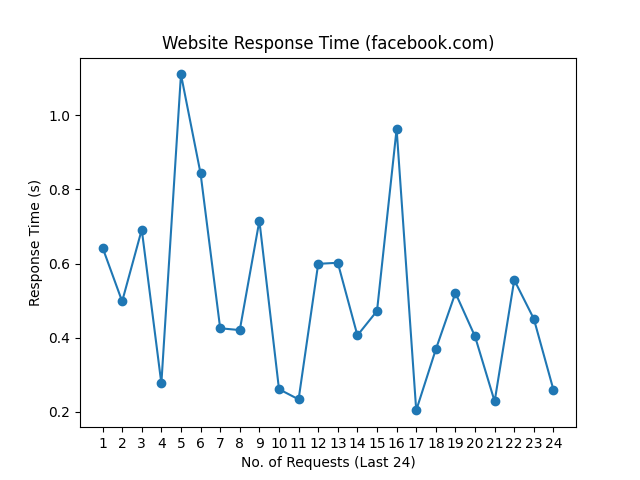 Website Response Time (facebook.com)
Response Time (s)
1.0
0.8
0.6
0.4
0.2
1 2 3 4 5 6 7 8 9 10 11 12 13 14 15 16 17 18 19 20 21 22 23 24
No. of Requests (Last 24)